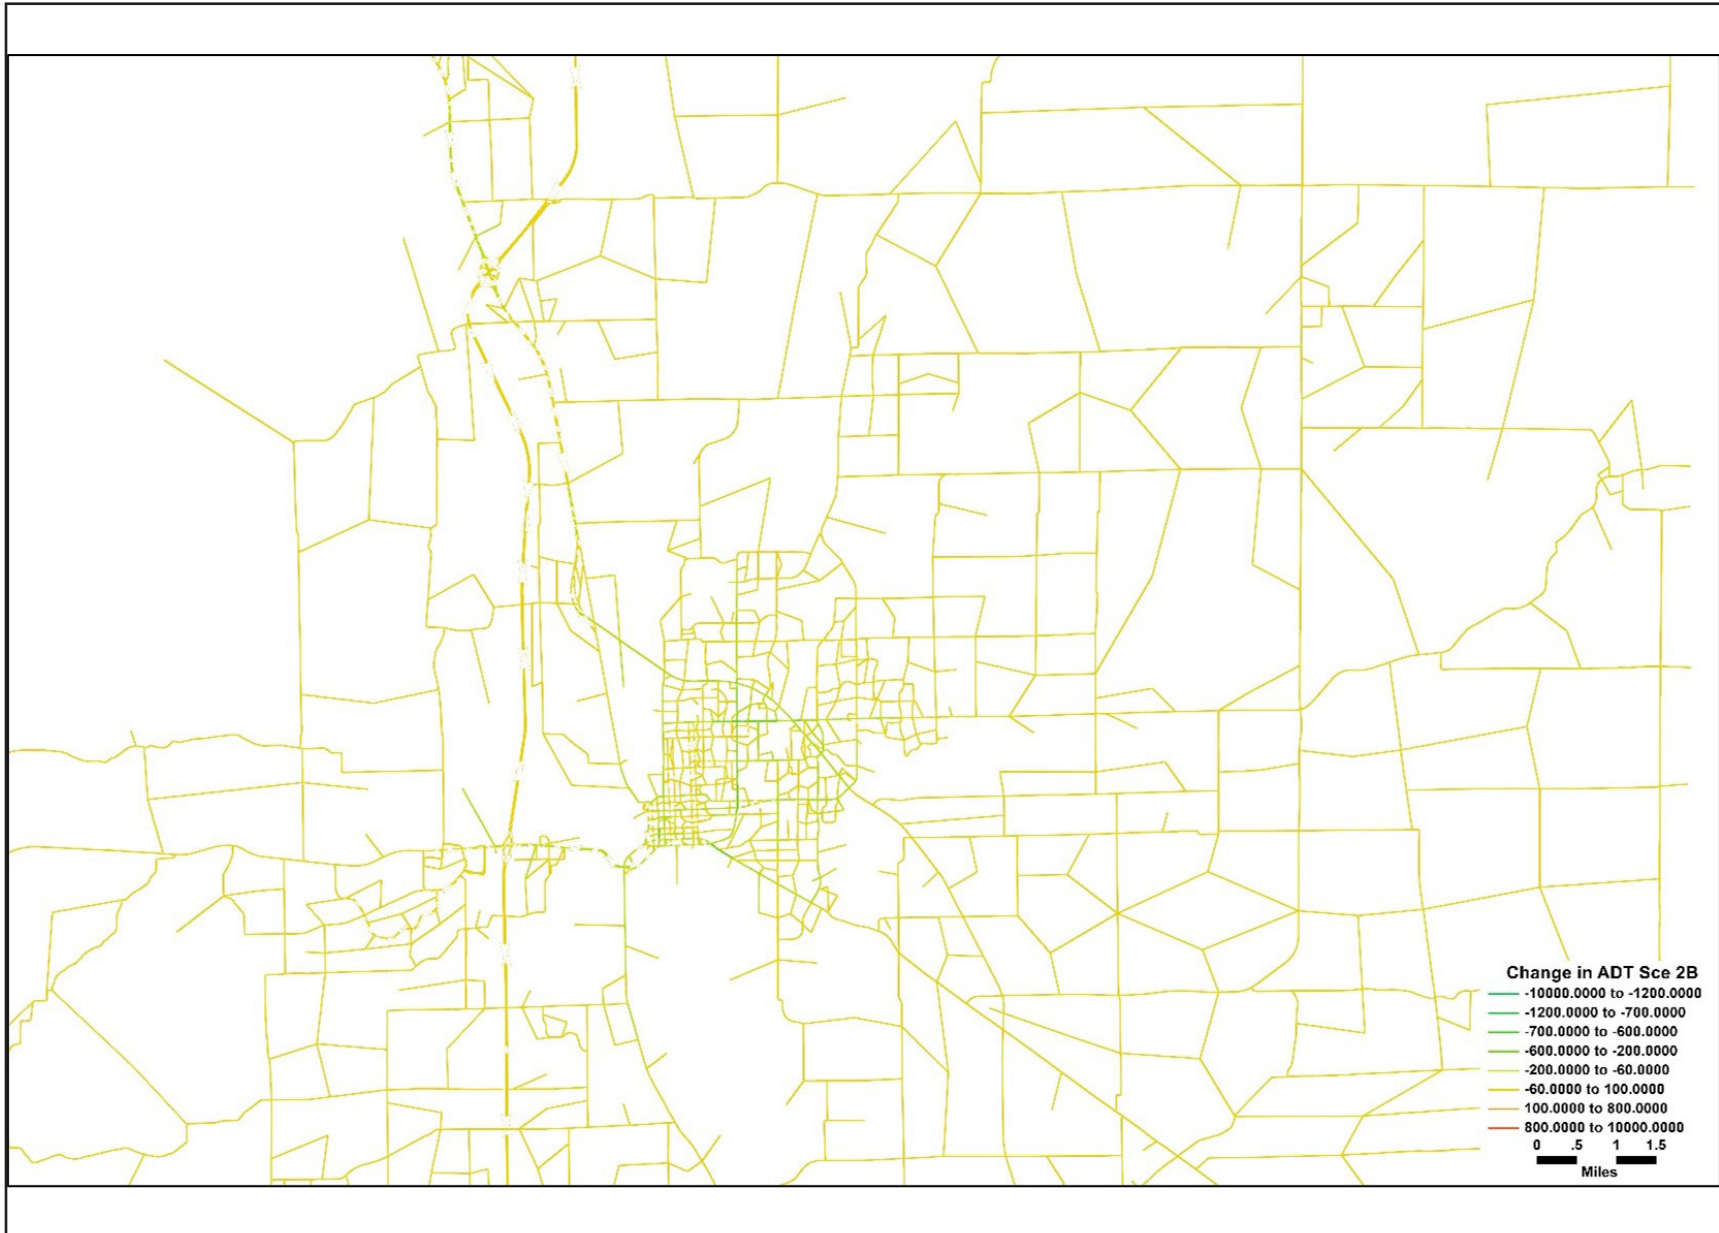 Change in ADT Sce 2B
-10000.0000 to -1200.0000
-1200.0000 to -700.0000
-700.0000 to -600.0000
-600.0000 to -200.0000
-200.0000 to -60.0000
-60.0000 to 100.0000
100.0000 to 800.0000
800.0000 to 10000.0000
0 .5 1 1.5
Miles